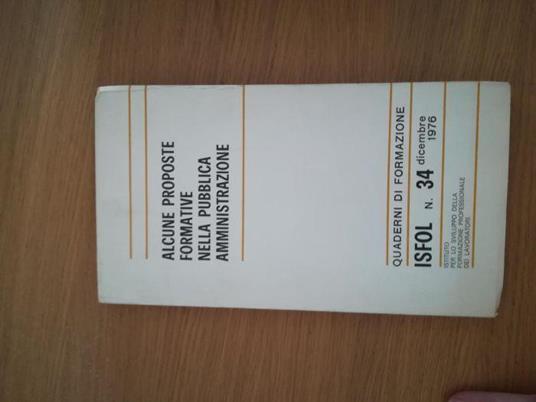 ALCUNE PROPOSTE
FORMATIVE
NELLA PUBBLICA
AMMINISTRAZIONE
QUADERNI DI FORMAZIONE
ISFOL N. 34 dicembre
1976
ISTITUTO
PER LO SVILUPPO DELLA
FORMAZIONE PROFESSIONALE
DEI LAVORATORI